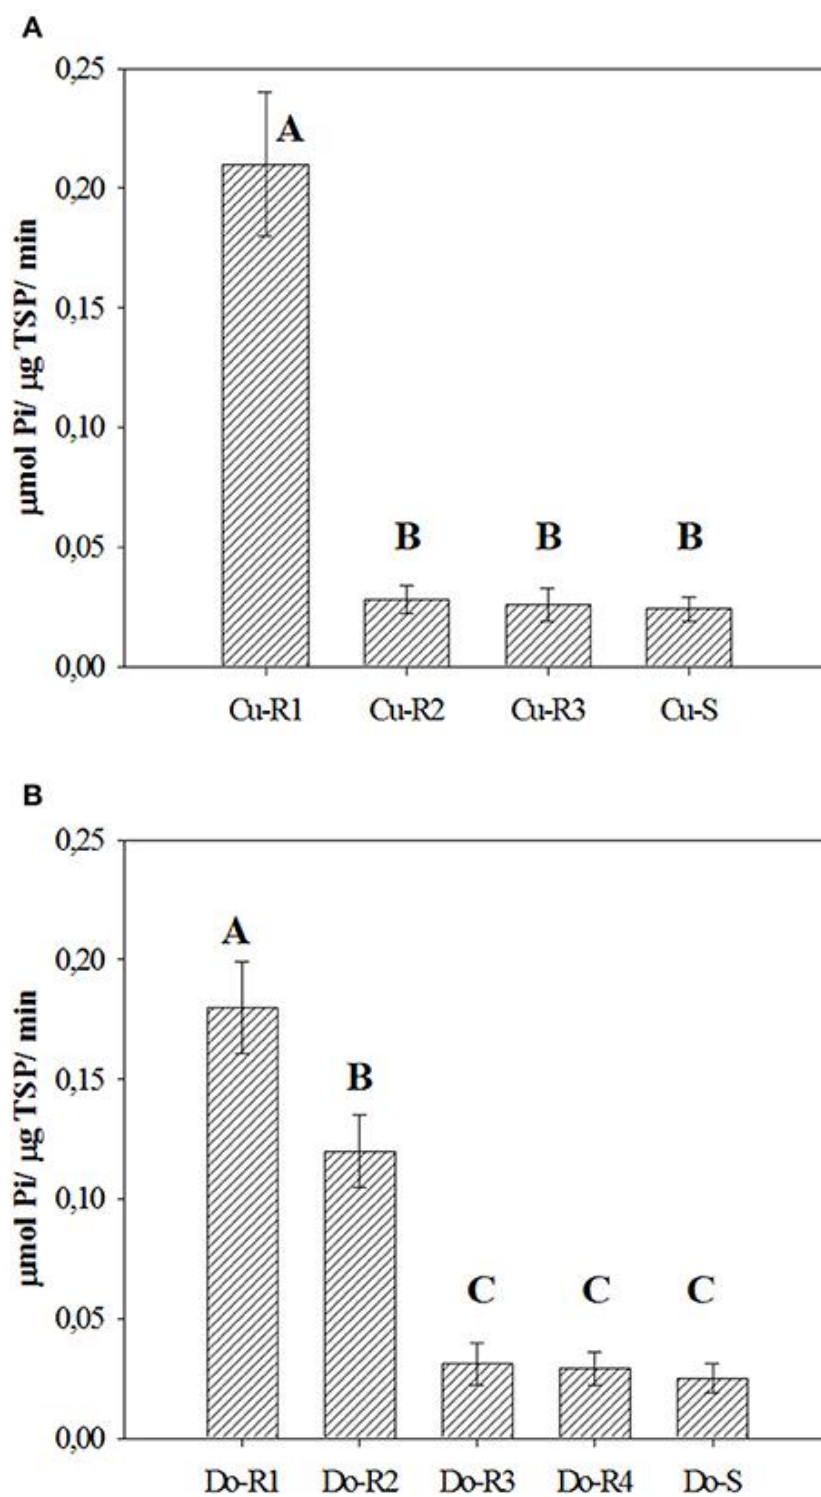 A
0,25
A
0,20
0,15
0,10
B B B
0,05
0,00
Cu-R1 Cu-R2 Cu-R3 Cu-S
µmol Pi/ µg TSP/ min
B
0,25
A
0,20
B
0,15
0,10
C C C
0,05
0,00
Do-R1 Do-R2 Do-R3 Do-R4 Do-S
µmol Pi/ µg TSP/ min